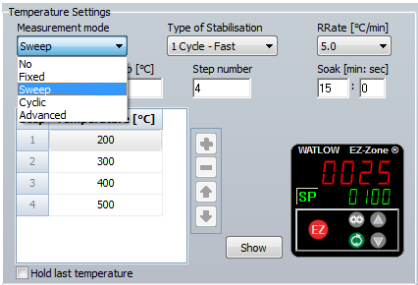 Temperature Settings
Measurement mode
Type of Stabilisation
RRate [°C/min]
Sweep
1 Cycle - Fast
5.0
No
Fixed
Sweep
Cyclic
Advanced
[°C]
Step number
Soak [min: sec]
4
15 : 0
Temperature [°C]
1 200
2 300
3 400
4 500
WATLOW EZ-Zone ®
0025
SP 0100
EZ
Show
Hold last temperature